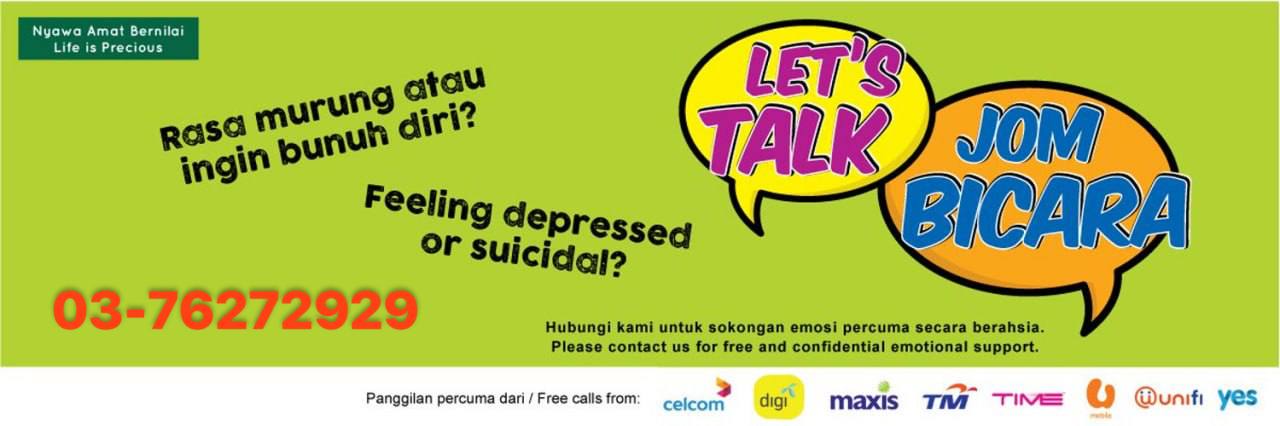 Nyawa Amat Bernilai
Life is Precious
Rasa murung atau
ingin bunuh diri?
Feeling depressed
or suicidal?
03-76272929
LET'S
TALK
JOM
BICARA
Hubungi kami untuk sokongan emosi percuma secara berahsia.
Please contact us for free and confidential emotional support.
Panggilan percuma dari / Free calls from: celcom digi maxis TM TIME U mobile unifi yes